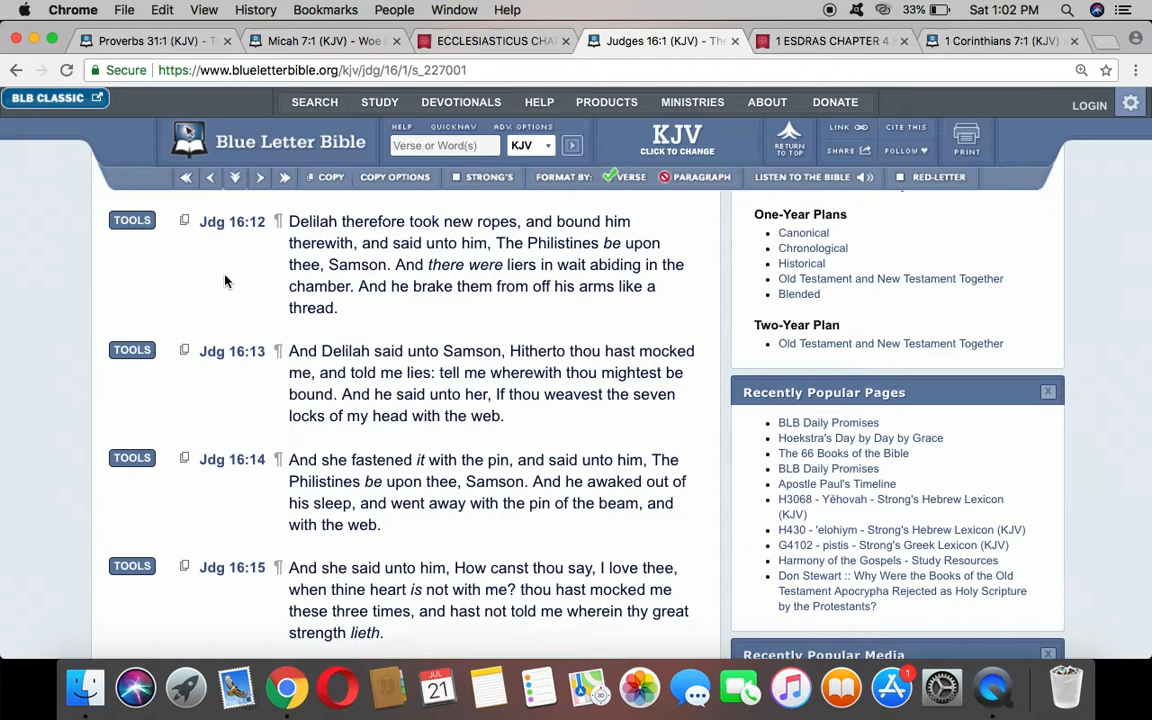 Chrome File Edit View History Bookmarks People Window Help 33% Sat 1:02 PM
Proverbs 31:1 (KJV) - T
Micah 7:1 (KJV) - Woe
ECCLESIASTICUS CHA
Judges 16:1 (KJV) - The
1 ESDRAS CHAPTER 4
1 Corinthians 7:1 (KJV)
Secure https://www.blueletterbible.org/kjv/jdg/16/1/s_227001
BLB CLASSIC
SEARCH STUDY DEVOTIONALS HELP PRODUCTS MINISTRIES ABOUT DONATE
LOGIN
Blue Letter Bible
HELP QUICKNAV ADV. OPTIONS
Verse or Word(s) KJV
KJV
CLICK TO CHANGE
RETURN
TO TOP
LINK CITE THIS
SHARE FOLLOW
PRINT
COPY COPY OPTIONS STRONG'S FORMAT BY: VERSE PARAGRAPH LISTEN TO THE BIBLE RED-LETTER
TOOLS Jdg 16:12 ¶ Delilah therefore took new ropes, and bound him
therewith, and said unto him, The Philistines be upon
thee, Samson. And there were liers in wait abiding in the
chamber. And he brake them from off his arms like a
thread.
TOOLS Jdg 16:13 ¶ And Delilah said unto Samson, Hitherto thou hast mocked
me, and told me lies: tell me wherewith thou mightest be
bound. And he said unto her, If thou weavest the seven
locks of my head with the web.
TOOLS Jdg 16:14 ¶ And she fastened it with the pin, and said unto him, The
Philistines be upon thee, Samson. And he awaked out of
his sleep, and went away with the pin of the beam, and
with the web.
TOOLS Jdg 16:15 ¶ And she said unto him, How canst thou say, I love thee,
when thine heart is not with me? thou hast mocked me
these three times, and hast not told me wherein thy great
strength lieth.
One-Year Plans
Canonical
Chronological
Historical
Old Testament and New Testament Together
Blended
Two-Year Plan
Old Testament and New Testament Together
Recently Popular Pages
BLB Daily Promises
Hoekstra's Day by Day by Grace
The 66 Books of the Bible
BLB Daily Promises
Apostle Paul's Timeline
H3068 - Yĕhovah - Strong's Hebrew Lexicon
(KJV)
H430 - 'elohiym - Strong's Hebrew Lexicon (KJV)
G4102 - pistis - Strong's Greek Lexicon (KJV)
Harmony of the Gospels - Study Resources
Don Stewart :: Why Were the Books of the Old
Testament Apocrypha Rejected as Holy Scripture
by the Protestants?
Recently Popular Media
JUL
21
1